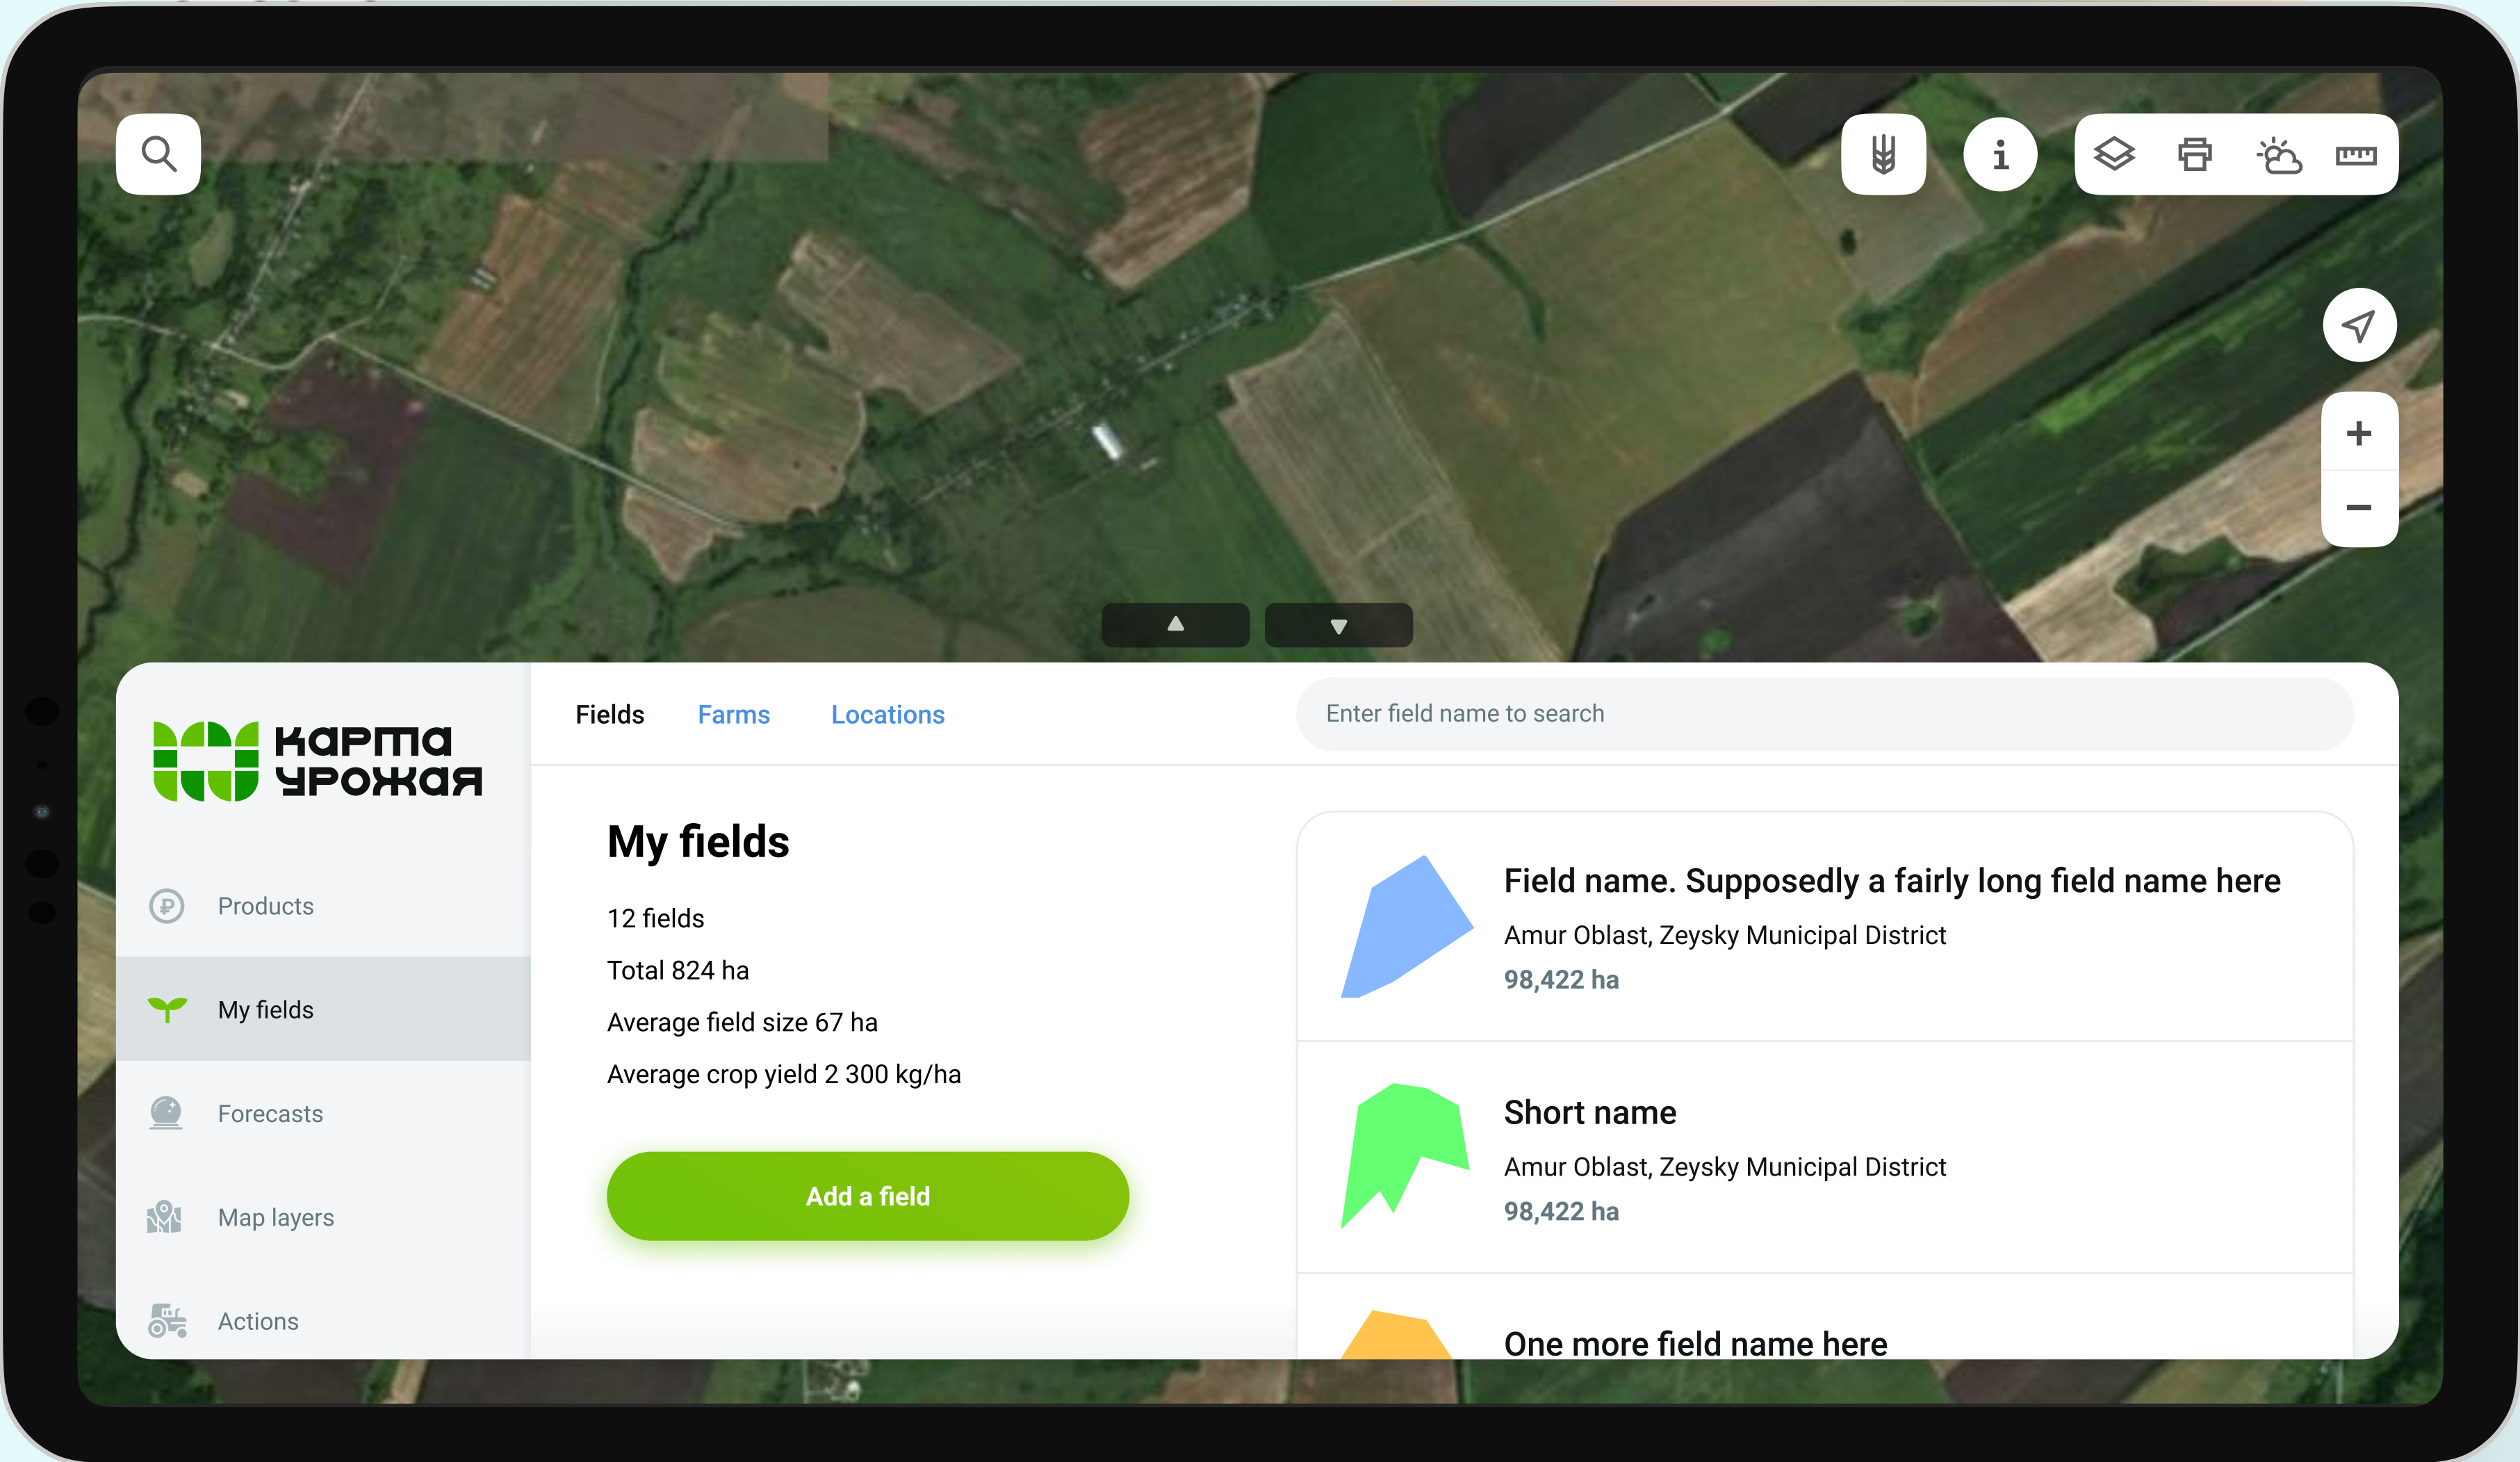 Fields
Farms
Locations
Enter field name to search
карта
урожая
Products
My fields
Forecasts
Map layers
Actions
My fields
12 fields
Total 824 ha
Average field size 67 ha
Average crop yield 2 300 kg/ha
Add a field
Field name. Supposedly a fairly long field name here
Amur Oblast, Zeysky Municipal District
98,422 ha
Short name
Amur Oblast, Zeysky Municipal District
98,422 ha
One more field name here